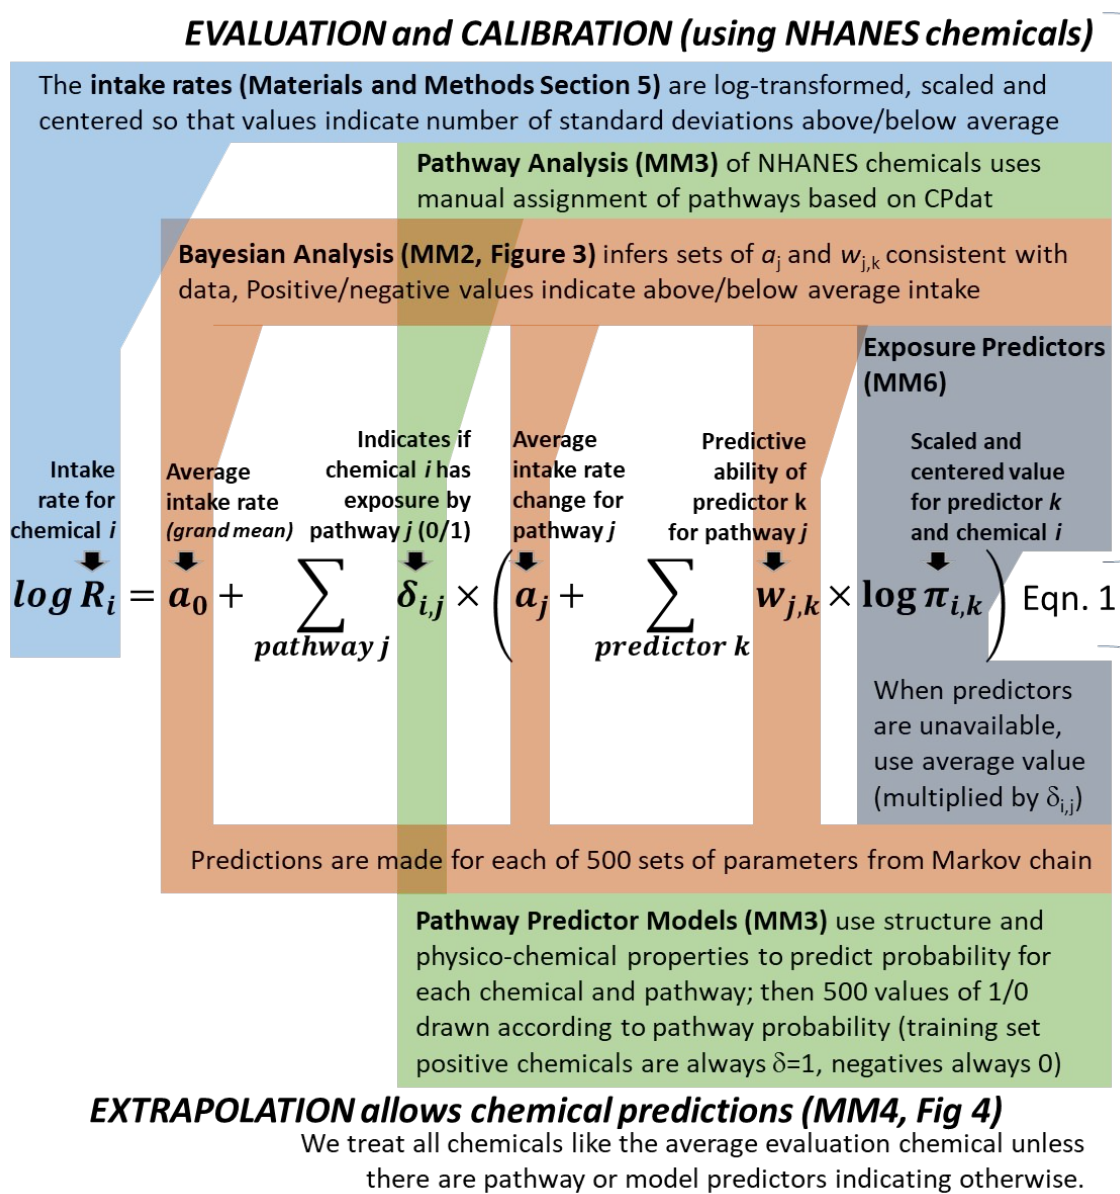 EVALUATION and CALIBRATION (using NHANES chemicals)
The intake rates (Materials and Methods Section 5) are log-transformed, scaled and
centered so that values indicate number of standard deviations above/below average
Pathway Analysis (MM3) of NHANES chemicals uses
manual assignment of pathways based on CPdat
Bayesian Analysis (MM2, Figure 3) infers sets of a_j and w_{j,k} consistent with
data, Positive/negative values indicate above/below average intake
Exposure Predictors
(MM6)
Intake
rate for
chemical i
Average
intake rate
(grand mean)
Indicates if
chemical i has
exposure by
pathway j (0/1)
Average
intake rate
change for
pathway j
Predictive
ability of
predictor k
for pathway j
Scaled and
centered value
for predictor k
and chemical i
log R_i = a_0 + ∑_{pathway j} δ_{i,j} × ( a_j + ∑_{predictor k} w_{j,k} × log π_{i,k} ) Eqn. 1
When predictors
are unavailable,
use average value
(multiplied by δ_{i,j})
Predictions are made for each of 500 sets of parameters from Markov chain
Pathway Predictor Models (MM3) use structure and
physico-chemical properties to predict probability for
each chemical and pathway; then 500 values of 1/0
drawn according to pathway probability (training set
positive chemicals are always δ=1, negatives always 0)
EXTRAPOLATION allows chemical predictions (MM4, Fig 4)
We treat all chemicals like the average evaluation chemical unless
there are pathway or model predictors indicating otherwise.